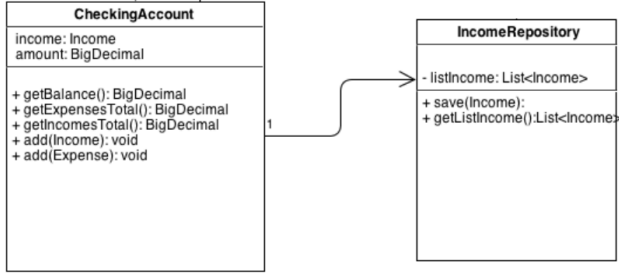 CheckingAccount
income: Income
amount: BigDecimal
+ getBalance(): BigDecimal
+ getExpensesTotal(): BigDecimal
+ getIncomesTotal(): BigDecimal
+ add(Income): void
+ add(Expense): void
1
IncomeRepository
- listIncome: List<Income>
+ save(Income):
+ getListIncome():List<Income>